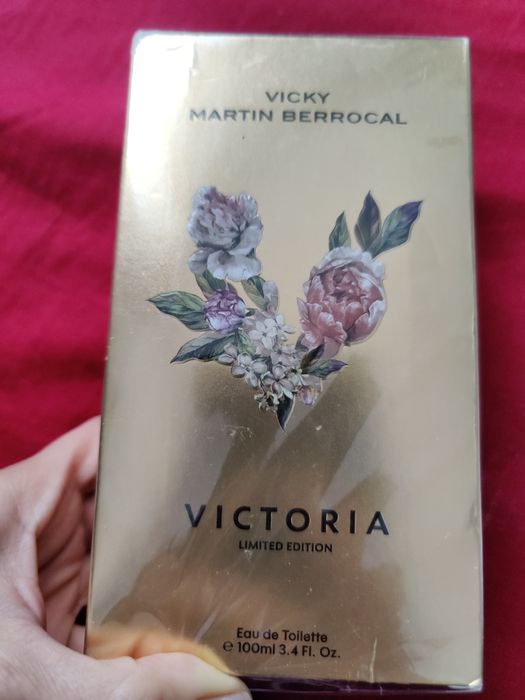 VICKY
MARTIN BERROCAL
VICTORIA
LIMITED EDITION
Eau de Toilette
℮ 100ml 3.4 Fl. Oz.